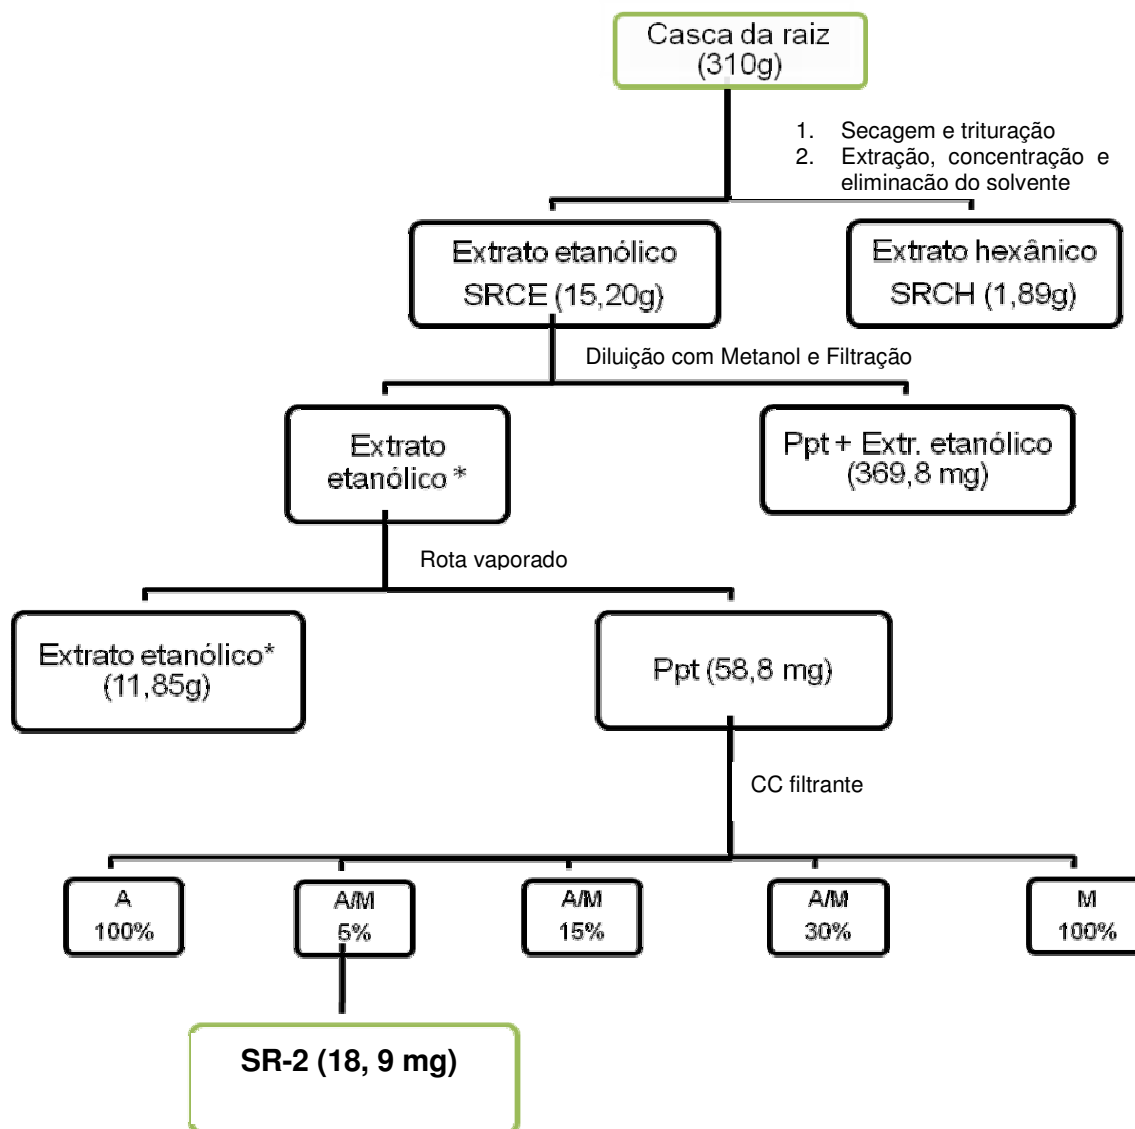 Casca da raiz
(310g)
1. Secagem e trituração
2. Extração, concentração e
eliminacão do solvente
Extrato etanólico
SRCE (15,20g)
Extrato hexânico
SRCH (1,89g)
Diluição com Metanol e Filtração
Extrato
etanólico *
Ppt + Extr. etanólico
(369,8 mg)
Rota vaporado
Extrato etanólico*
(11,85g)
Ppt (58,8 mg)
CC filtrante
A
100%
A/M
5%
A/M
15%
A/M
30%
M
100%
SR-2 (18, 9 mg)